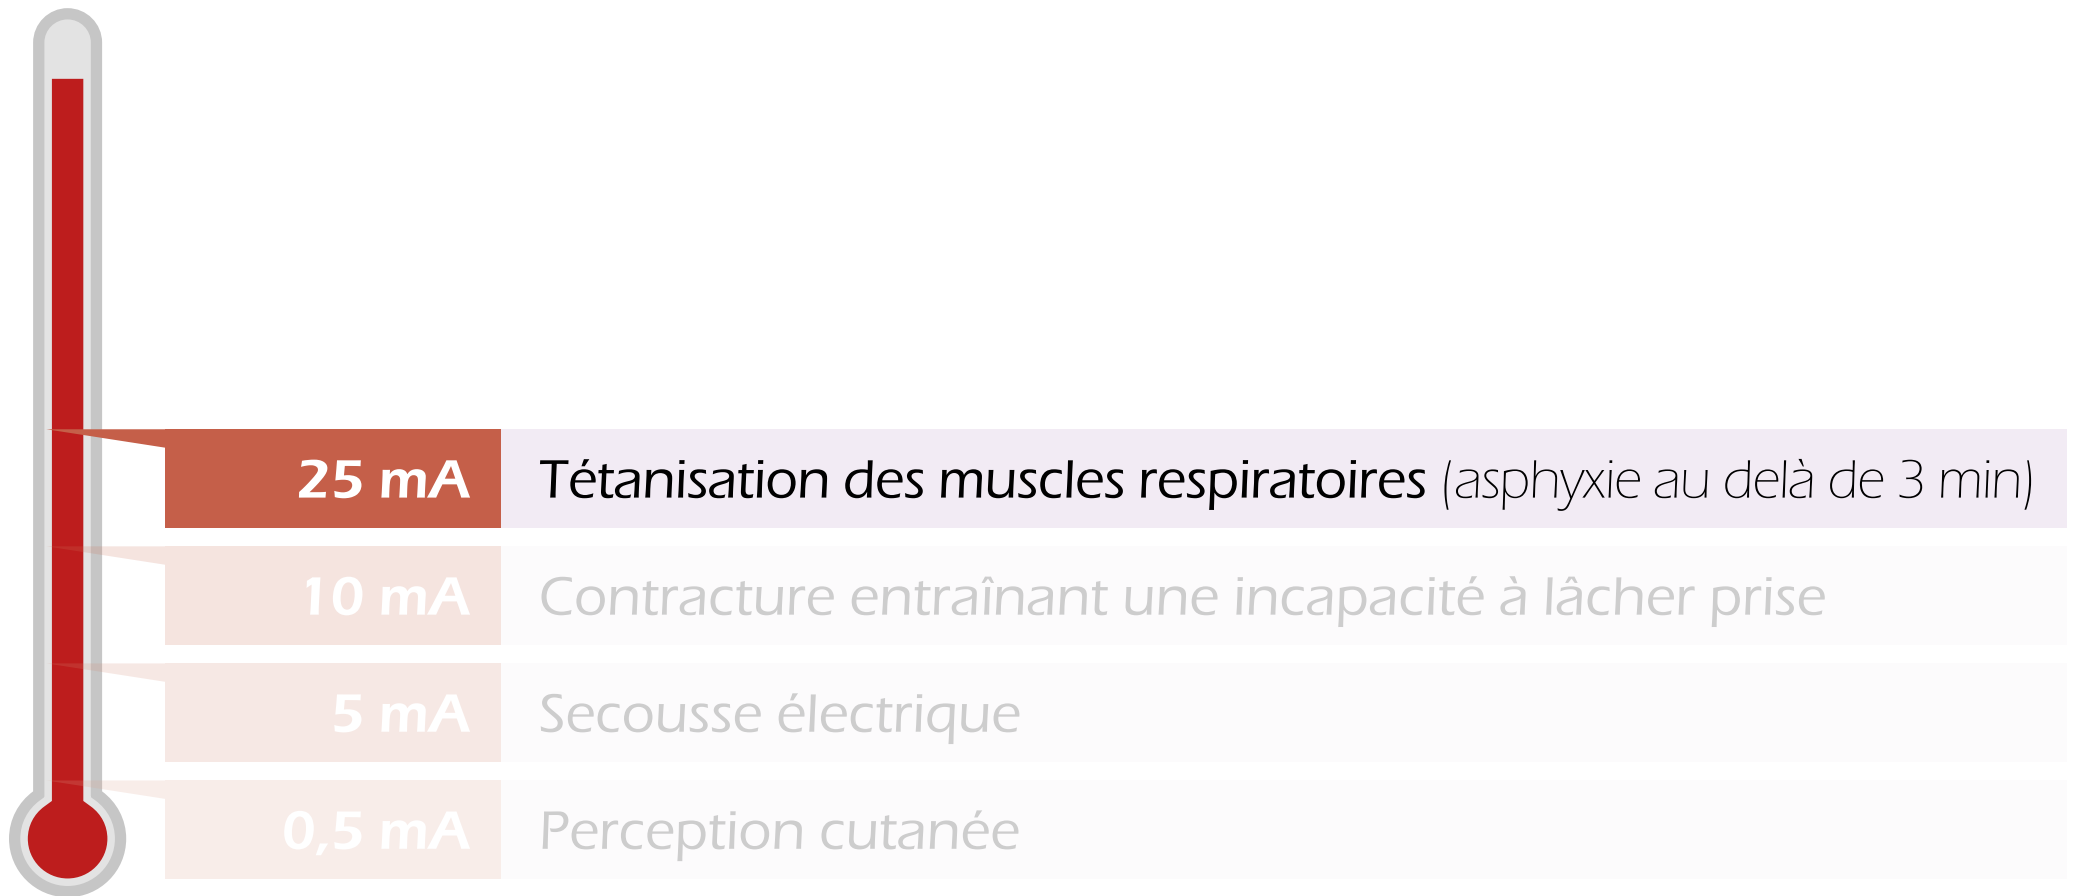 25 mA Tétanisation des muscles respiratoires (asphyxie au delà de 3 min)
10 mA Contracture entraînant une incapacité à lâcher prise
5 mA Secousse électrique
0,5 mA Perception cutanée